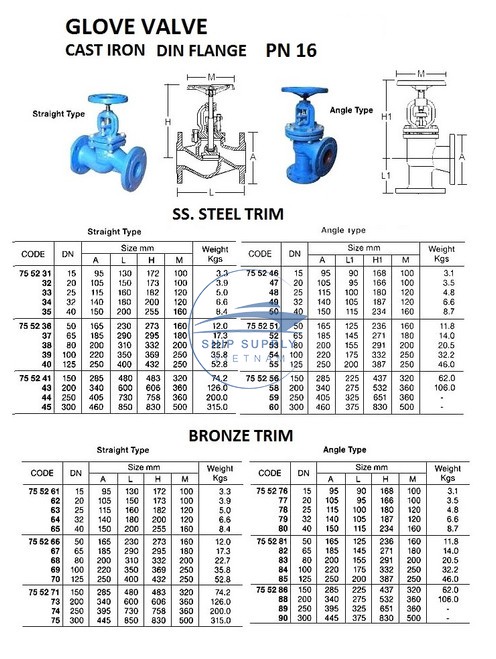 GLOVE VALVE
CAST IRON DIN FLANGE PN 16
Straight Type
M
H
A
L
Angle Type
M
H1
L1
A
SS. STEEL TRIM
Straight Type
CODE DN Size mm Weight Kgs
A L H M
75 52 31 15 95 130 172 100 3.3
32 20 105 150 173 100 3.9
33 25 115 160 182 120 5.0
34 32 140 180 200 120 6.6
35 40 150 200 255 160 8.4
75 52 36 50 165 230 273 160 12.0
37 65 185 290 295 180 17.3
38 80 200 310 332 200 22.7
39 100 220 350 369 250 35.8
40 125 250 400 432 250 52.8
75 52 41 150 285 480 483 320 74.2
43 200 340 600 606 360 126.0
44 250 405 730 758 360 200.0
45 300 460 850 830 500 315.0
Angle Type
CODE DN Size mm Weight Kgs
A L1 H1 M
75 52 46 15 95 90 168 100 3.1
47 20 105 95 166 100 3.5
48 25 115 100 180 120 4.8
49 32 140 105 187 120 6.6
50 40 150 115 234 160 8.7
75 52 51 50 165 125 236 160 11.8
52 65 185 145 271 180 14.0
53 80 200 155 291 200 20.5
54 100 220 175 332 250 32.2
55 125 250 200 387 250 46.0
75 52 56 150 285 225 437 320 62.0
58 200 340 275 532 360 106.0
59 250 405 325 651 360 -
60 300 460 375 830 500 -
SHIP SUPPLY
VIETNAM
BRONZE TRIM
Straight Type
CODE DN Size mm Weight Kgs
A L H M
75 52 61 15 95 130 172 100 3.3
62 20 105 150 173 100 3.9
63 25 115 160 182 120 5.0
64 32 140 180 200 120 6.6
65 40 150 200 255 160 8.4
75 52 66 50 165 230 273 160 12.0
67 65 185 290 295 180 17.3
68 80 200 310 332 200 22.7
69 100 220 350 369 250 35.8
70 125 250 400 432 250 52.8
75 52 71 150 285 480 483 320 74.2
73 200 340 600 606 360 126.0
74 250 395 730 758 360 200.0
75 300 445 850 830 500 315.0
Angle Type
CODE DN Size mm Weight Kgs
A L H M
75 52 76 15 95 90 168 100 3.1
77 20 105 95 166 100 3.5
78 25 115 100 180 120 4.8
79 32 140 105 187 120 6.6
80 40 150 115 234 160 8.7
75 52 81 50 165 125 236 160 11.8
82 65 185 145 271 180 14.0
83 80 200 155 291 200 20.5
84 100 220 175 332 250 32.2
85 125 250 200 387 250 46.0
75 52 86 150 285 225 437 320 62.0
88 200 340 275 532 360 106.0
89 250 395 325 651 360 -
90 300 445 375 830 500 -